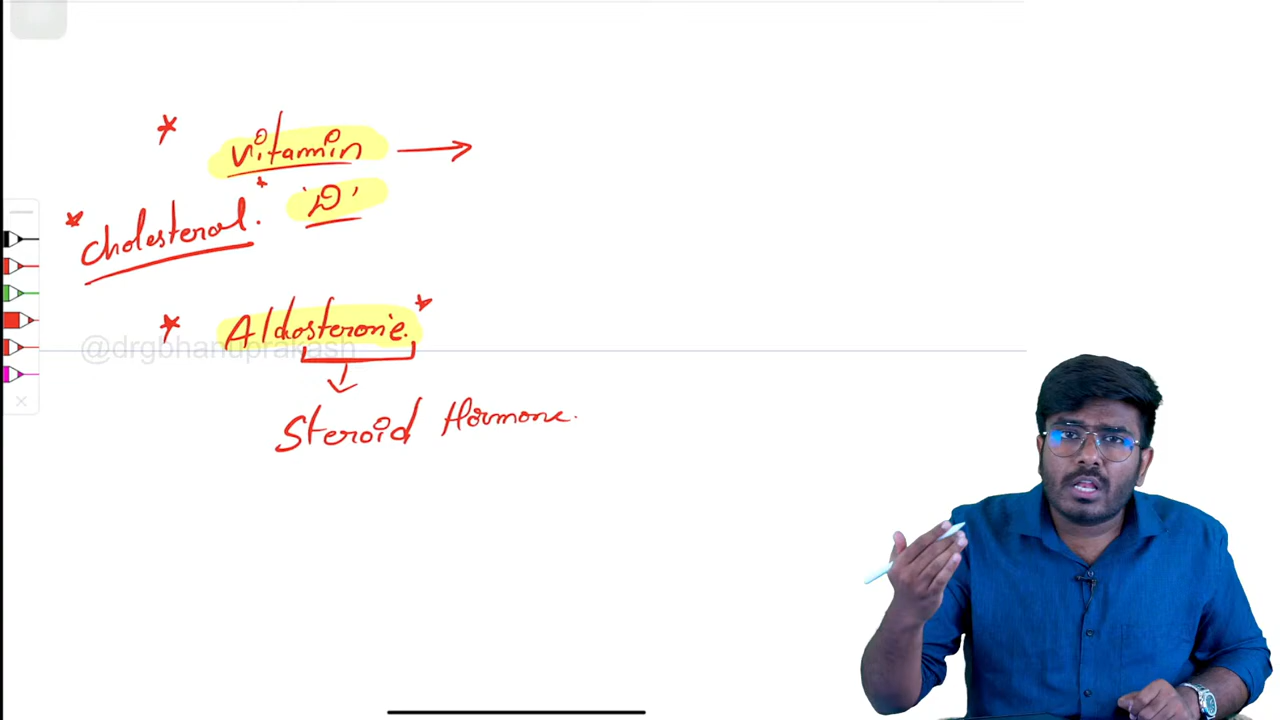 * vitamin →
'D'
* cholesterol. *
* Aldosterone. *
@drgbhanuprakash
Steroid Hormone.